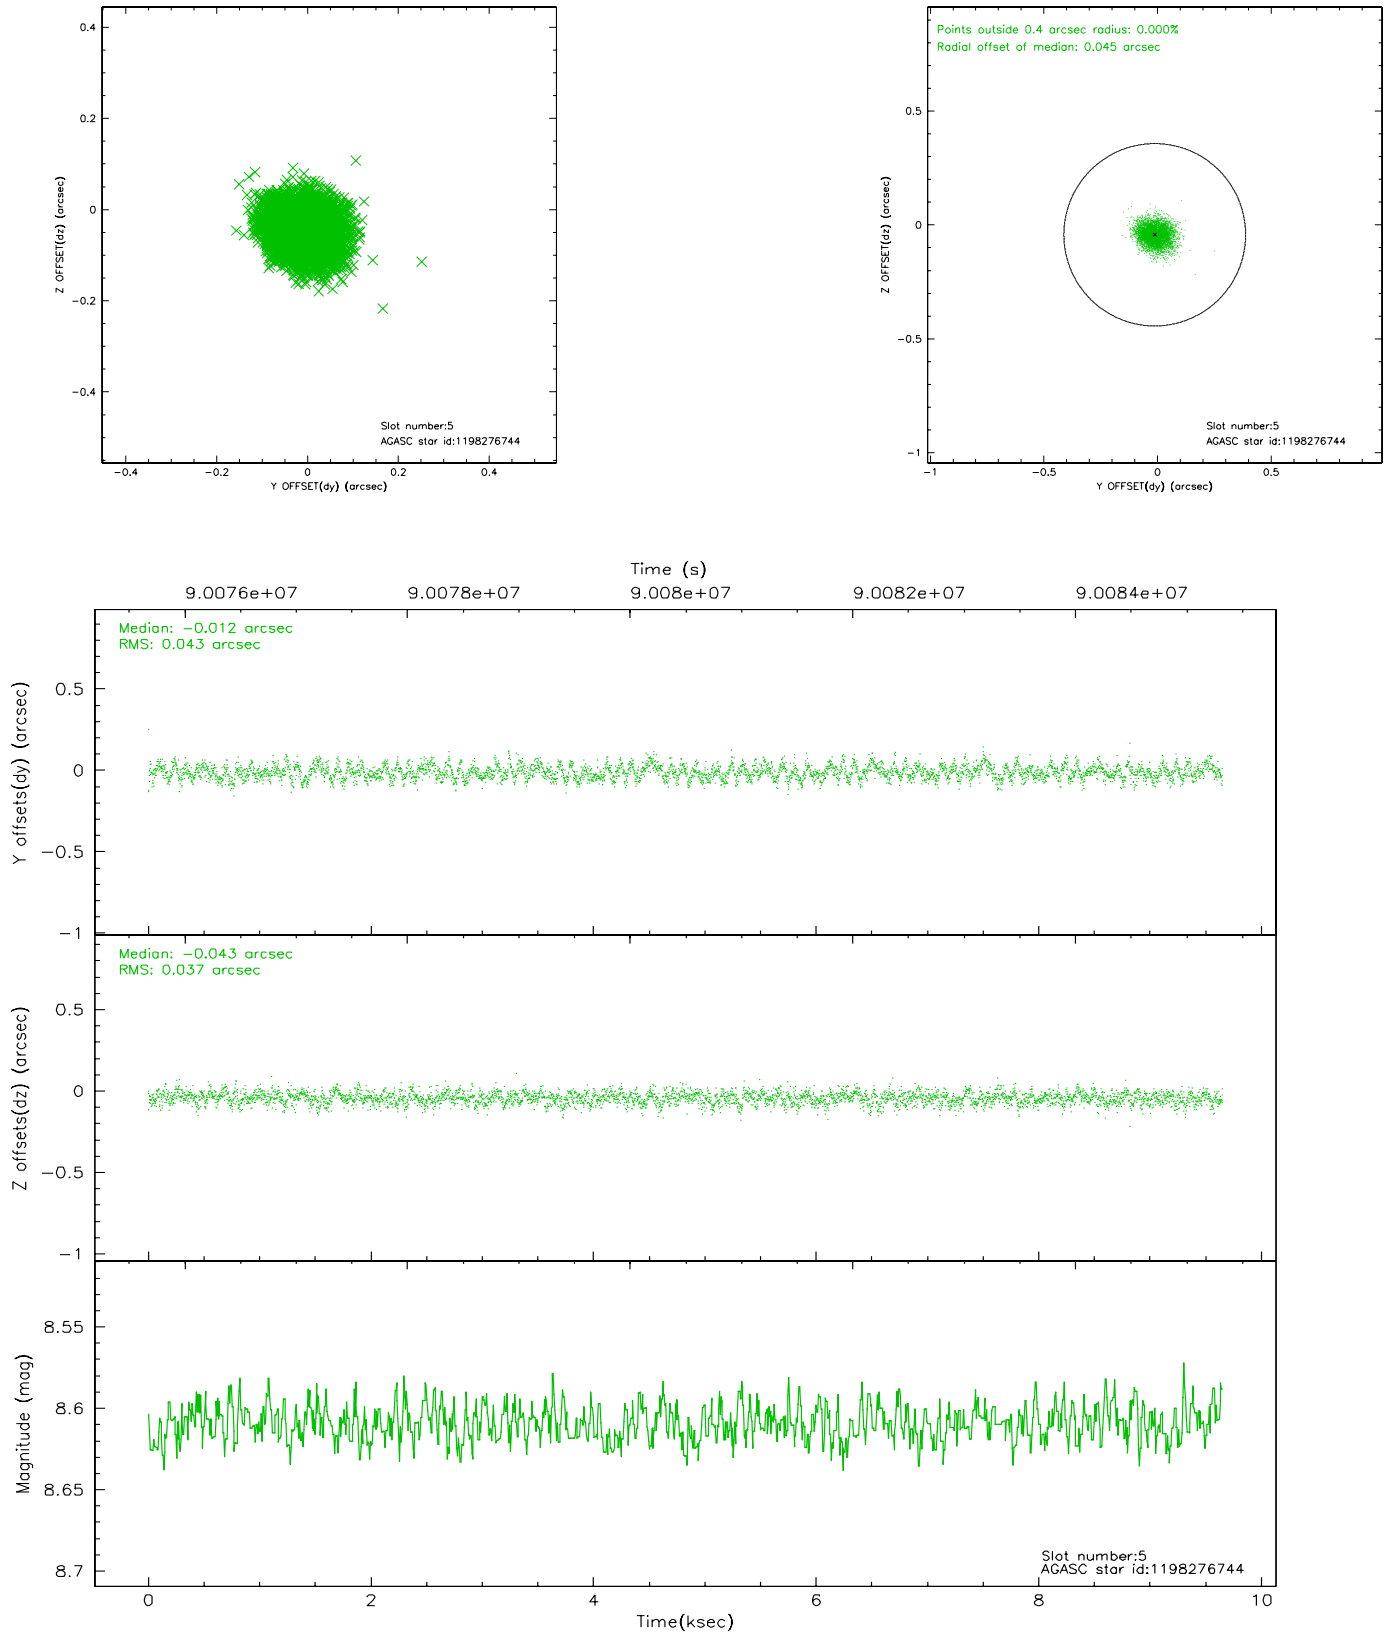 0.4
0.2
0
−0.2
−0.4
Z OFFSET(dz) (arcsec)
Slot number:5
AGASC star id:1198276744
−0.4
−0.2
0
0.2
0.4
Y OFFSET(dy) (arcsec)
Points outside 0.4 arcsec radius: 0.000%
Radial offset of median: 0.045 arcsec
0.5
0
−0.5
−1
Z OFFSET(dz) (arcsec)
Slot number:5
AGASC star id:1198276744
−1
−0.5
0
0.5
Y OFFSET(dy) (arcsec)
Time (s)
9.0076e+07
9.0078e+07
9.008e+07
9.0082e+07
9.0084e+07
Median: −0.012 arcsec
RMS: 0.043 arcsec
0.5
0
−0.5
−1
Y offsets(dy) (arcsec)
Median: −0.043 arcsec
RMS: 0.037 arcsec
0.5
0
−0.5
−1
Z offsets(dz) (arcsec)
8.55
8.6
8.65
8.7
Magnitude (mag)
Slot number:5
AGASC star id:1198276744
0
2
4
6
8
10
Time(ksec)